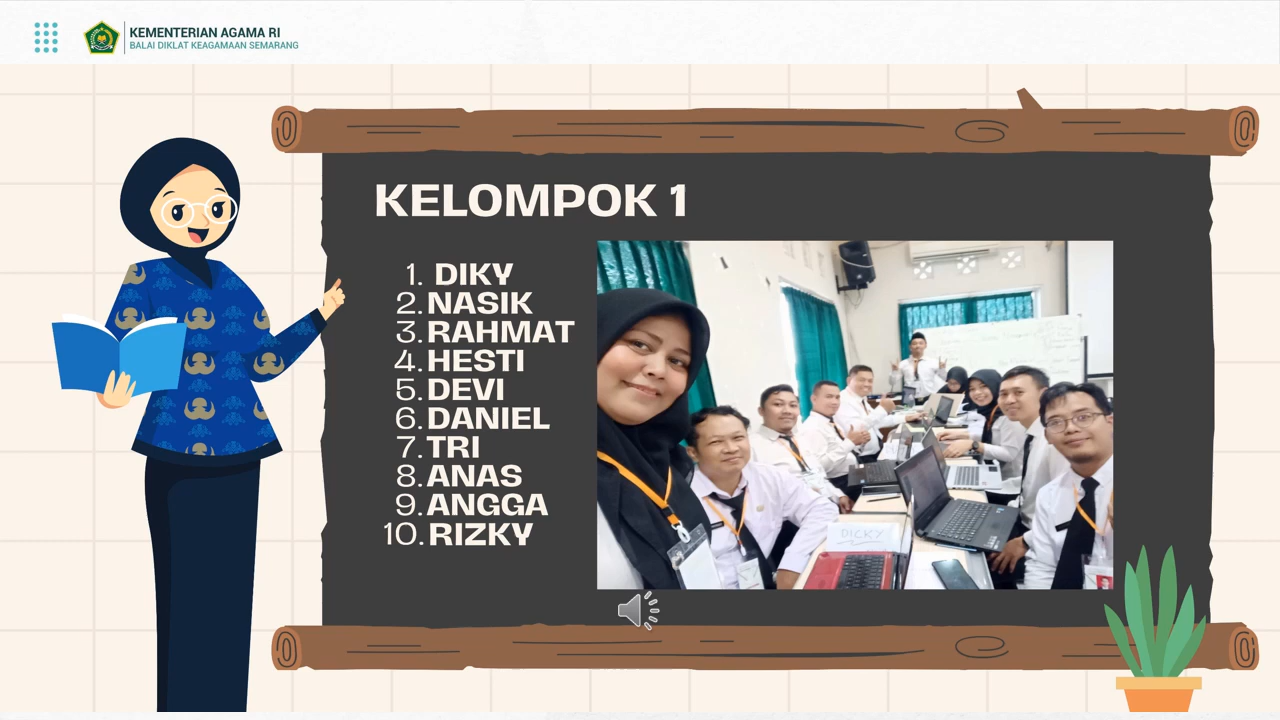 KEMENTERIAN AGAMA RI
BALAI DIKLAT KEAGAMAAN SEMARANG
KELOMPOK 1
1. DIKY
2. NASIK
3. RAHMAT
4. HESTI
5. DEVI
6. DANIEL
7. TRI
8. ANAS
9. ANGGA
10. RIZKY
DICKY